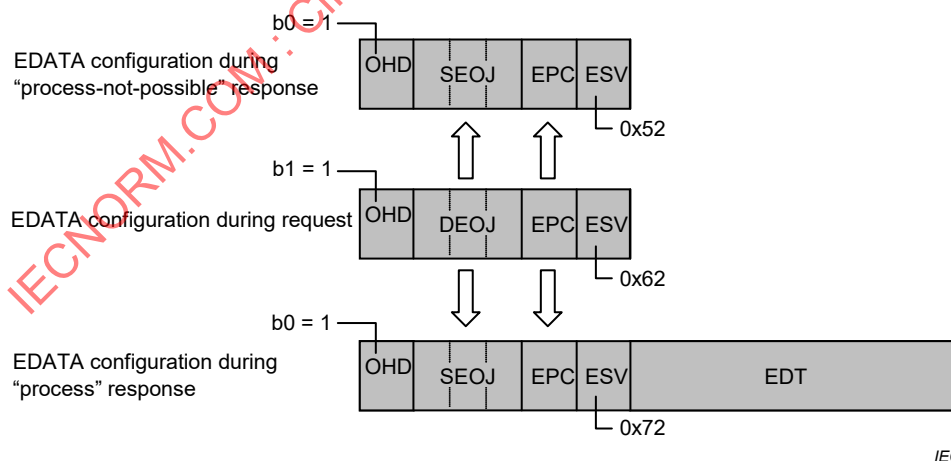 b0 = 1
EDATA configuration during
“process-not-possible” response
OHD SEOJ EPC ESV
0x52
b1 = 1
EDATA configuration during request
OHD DEOJ EPC ESV
0x62
b0 = 1
EDATA configuration during
“process” response
OHD SEOJ EPC ESV EDT
0x72
IECNORM.COM :